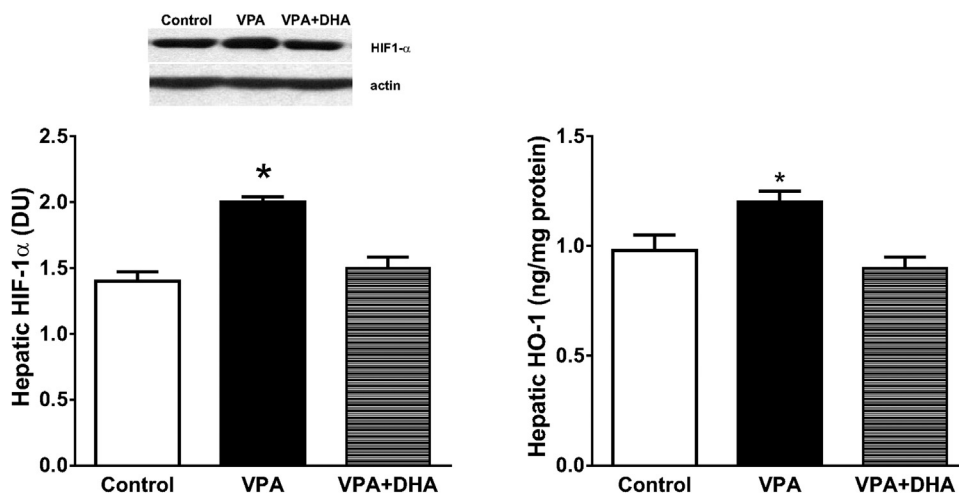 Control VPA VPA+DHA
HIF1-α
actin
Hepatic HIF-1α (DU)
2.5
2.0
1.5
1.0
0.5
0.0
*
Control VPA VPA+DHA
Hepatic HO-1 (ng/mg protein)
1.5
1.0
0.5
0.0
*
Control VPA VPA+DHA